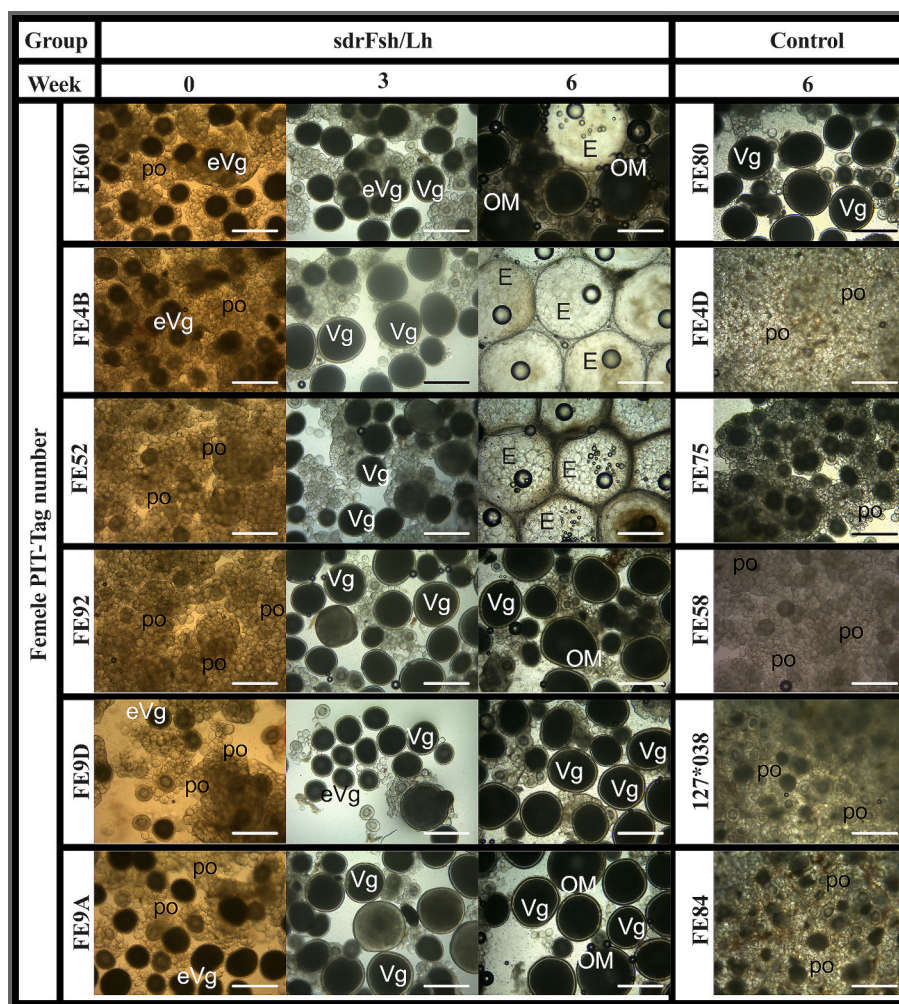 Group sdrFsh/Lh Control
Week 0 3 6 6
Femele PIT-Tag number
FE60 po eVg eVg Vg E OM OM FE80 Vg Vg
FE4B eVg po Vg Vg E E E FE4D po po
FE52 po po Vg Vg E E E FE75 po
FE92 po po po Vg Vg Vg OM FE58 po po po
FE9D eVg po po Vg eVg Vg Vg Vg 127*038 po po
FE9A po po eVg Vg Vg OM Vg Vg OM FE84 po po